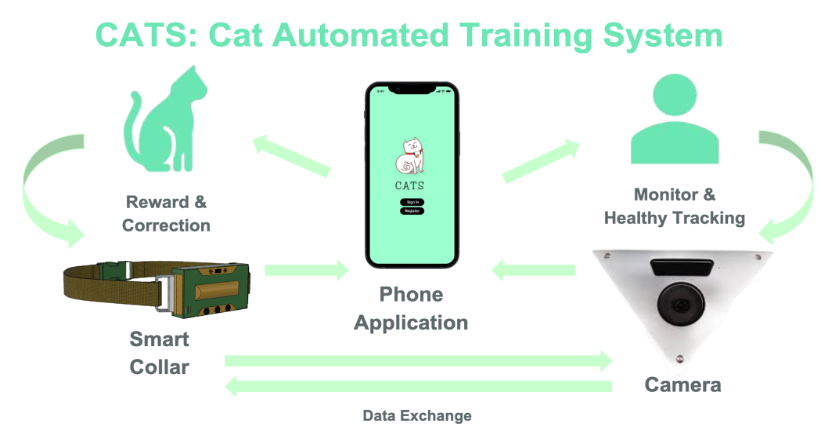 CATS: Cat Automated Training System
Reward &
Correction
CATS
Sign In
Register
Monitor &
Healthy Tracking
Phone
Application
Smart
Collar
Camera
Data Exchange